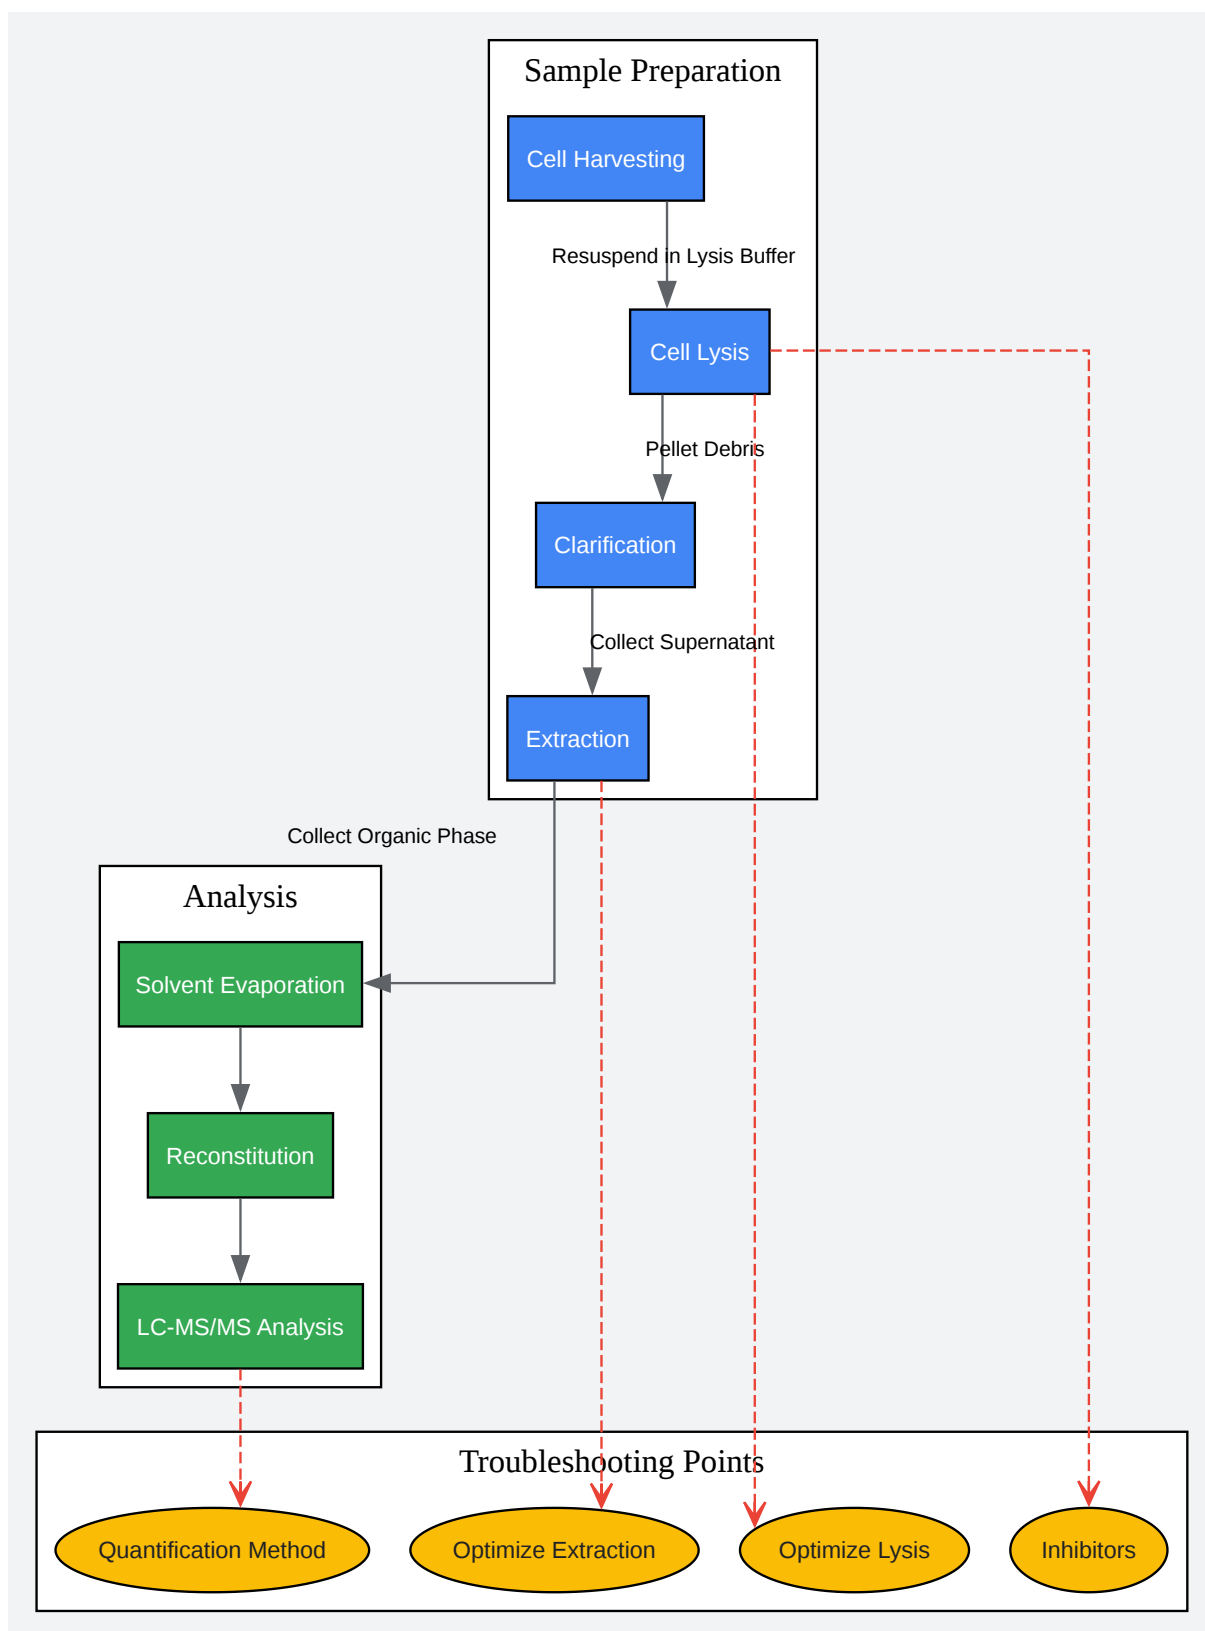 Sample Preparation
Cell Harvesting
Resuspend in Lysis Buffer
Cell Lysis
Pellet Debris
Clarification
Collect Supernatant
Extraction
Collect Organic Phase
Analysis
Solvent Evaporation
Reconstitution
LC-MS/MS Analysis
Troubleshooting Points
Quantification Method
Optimize Extraction
Optimize Lysis
Inhibitors